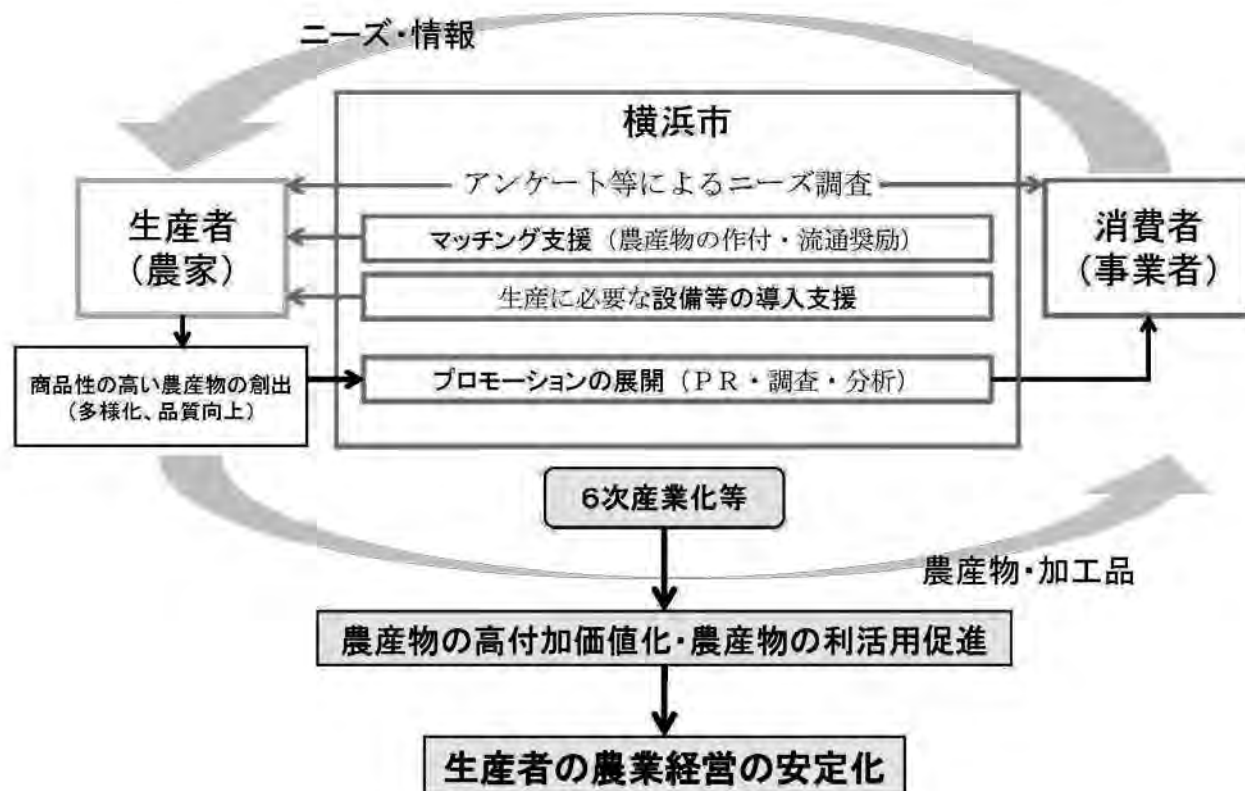 ニーズ・情報
横浜市
アンケート等によるニーズ調査
生産者
（農家）
マッチング支援（農産物の作付・流通奨励）
消費者
（事業者）
生産に必要な設備等の導入支援
商品性の高い農産物の創出
（多様化、品質向上）
プロモーションの展開（ＰＲ・調査・分析）
６次産業化等
農産物・加工品
農産物の高付加価値化・農産物の利活用促進
生産者の農業経営の安定化